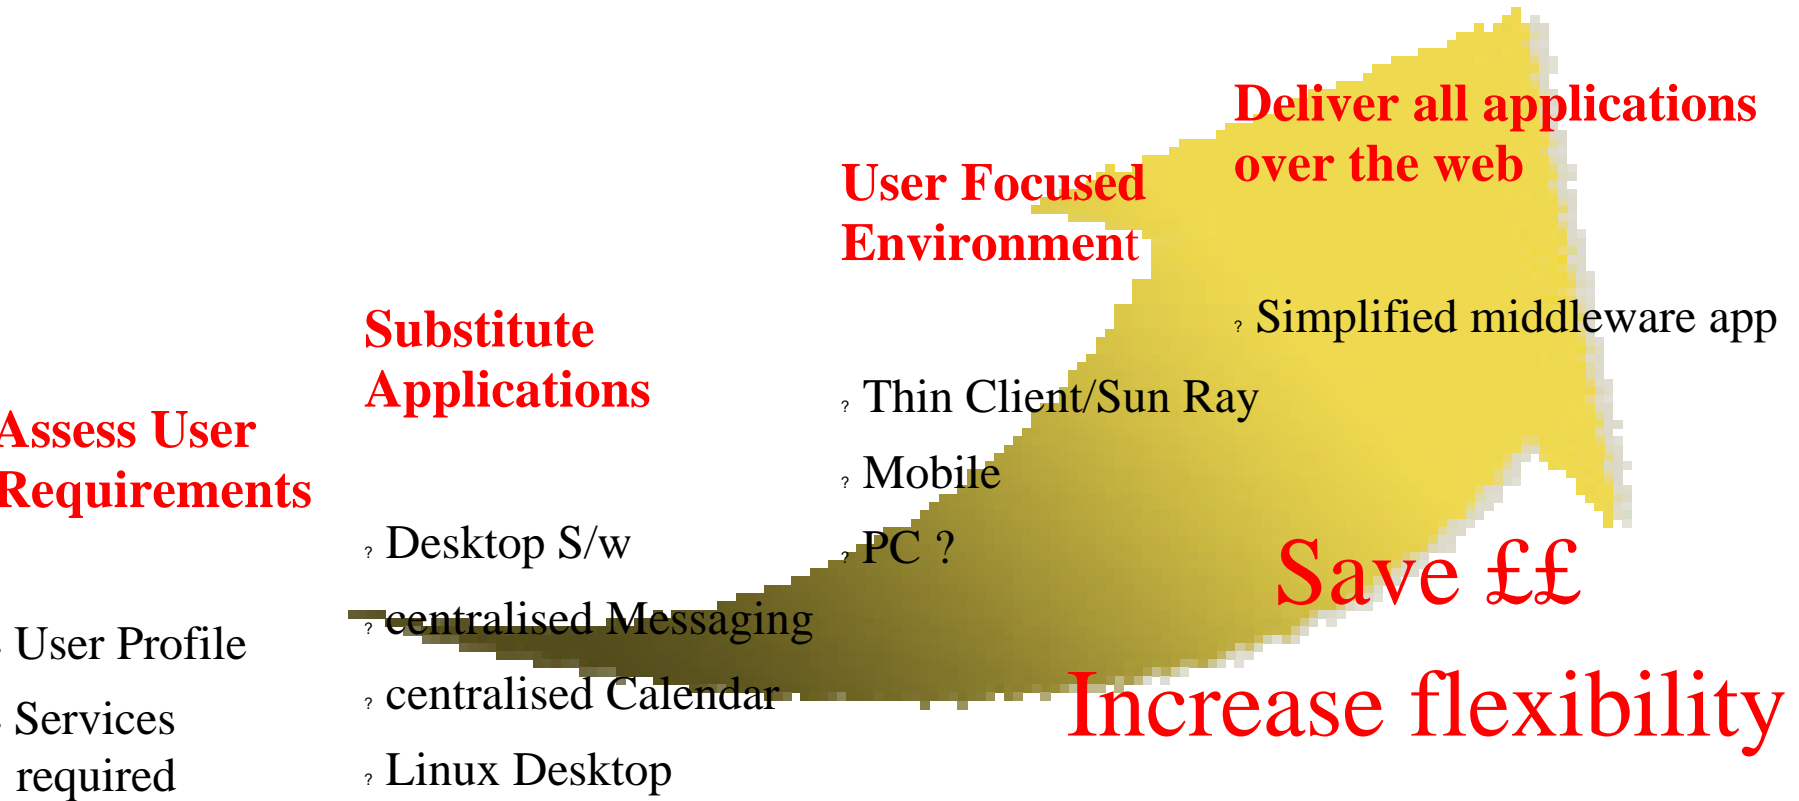 Assess User
Requirements
User Profile
Services
required
Substitute
Applications
? Desktop S/w
? centralised Messaging
? centralised Calendar
? Linux Desktop
User Focused
Environment
? Thin Client/Sun Ray
? Mobile
? PC ?
Deliver all applications
over the web
? Simplified middleware app
Save ££
Increase flexibility